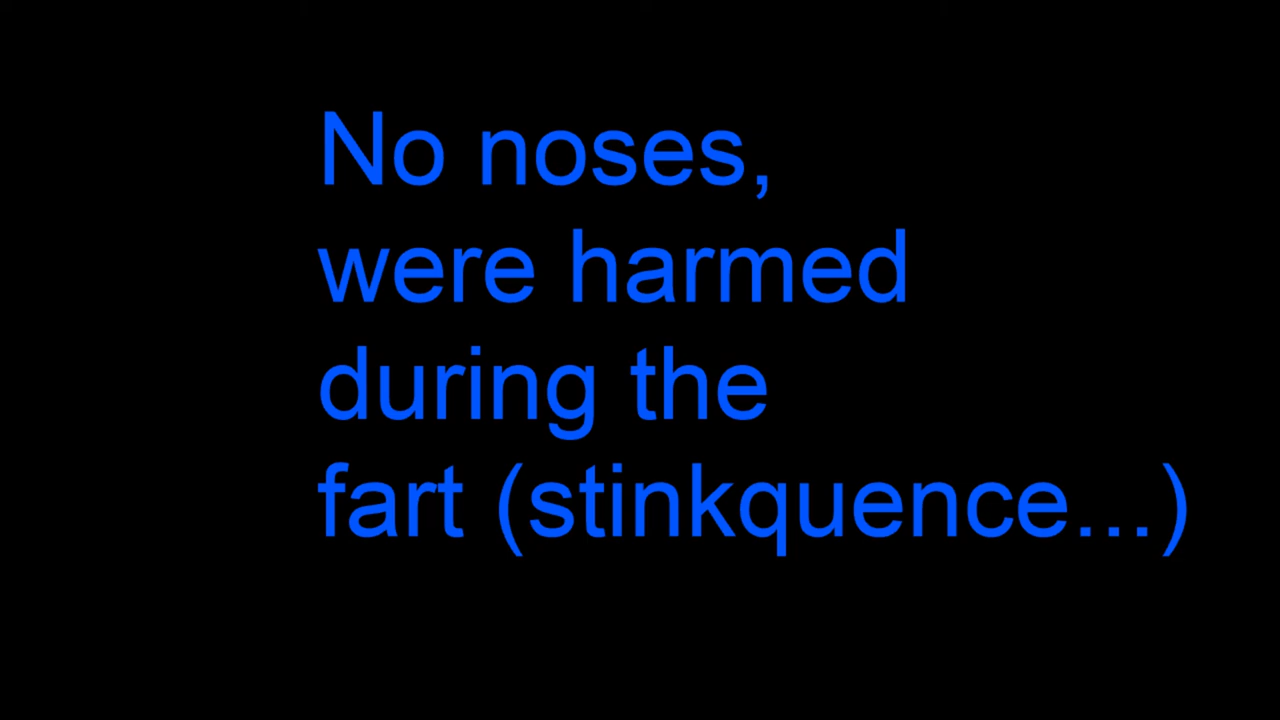 No noses,
were harmed
during the
fart (stinkquence...)